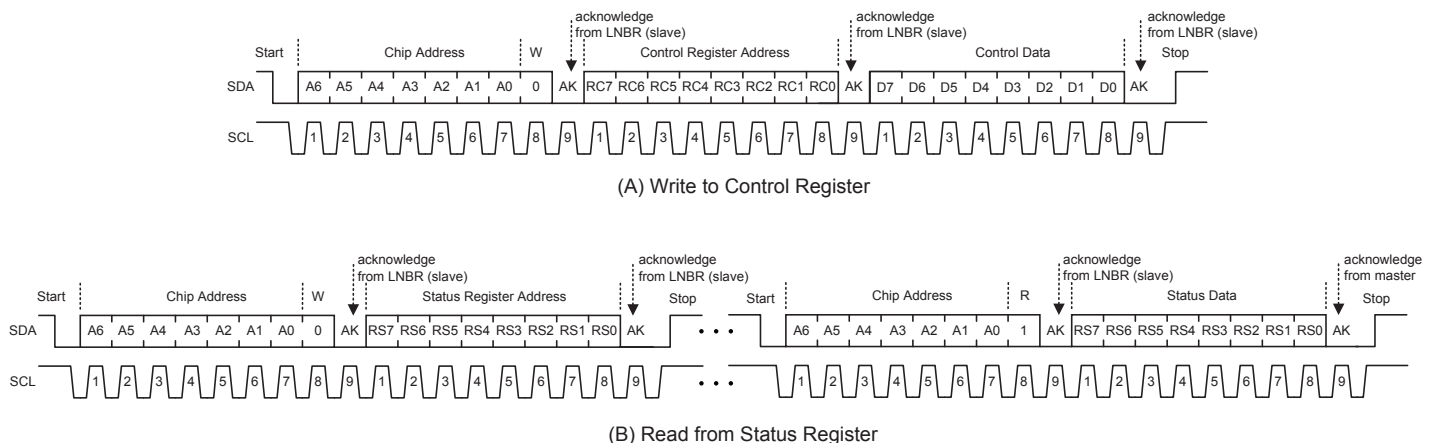 acknowledge
from LNBR (slave)
acknowledge
from LNBR (slave)
acknowledge
from LNBR (slave)
Start Chip Address W Control Register Address Control Data Stop
SDA A6 A5 A4 A3 A2 A1 A0 0 AK RC7 RC6 RC5 RC4 RC3 RC2 RC1 RC0 AK D7 D6 D5 D4 D3 D2 D1 D0 AK
SCL 1 2 3 4 5 6 7 8 9 1 2 3 4 5 6 7 8 9 1 2 3 4 5 6 7 8 9
(A) Write to Control Register
acknowledge
from LNBR (slave)
acknowledge
from LNBR (slave)
acknowledge
from LNBR (slave)
acknowledge
from master
Start Chip Address W Status Register Address Stop Start Chip Address R Status Data Stop
SDA A6 A5 A4 A3 A2 A1 A0 0 AK RS7 RS6 RS5 RS4 RS3 RS2 RS1 RS0 AK • • • A6 A5 A4 A3 A2 A1 A0 1 AK RS7 RS6 RS5 RS4 RS3 RS2 RS1 RS0 AK
SCL 1 2 3 4 5 6 7 8 9 1 2 3 4 5 6 7 8 9 • • • 1 2 3 4 5 6 7 8 9 1 2 3 4 5 6 7 8 9
(B) Read from Status Register